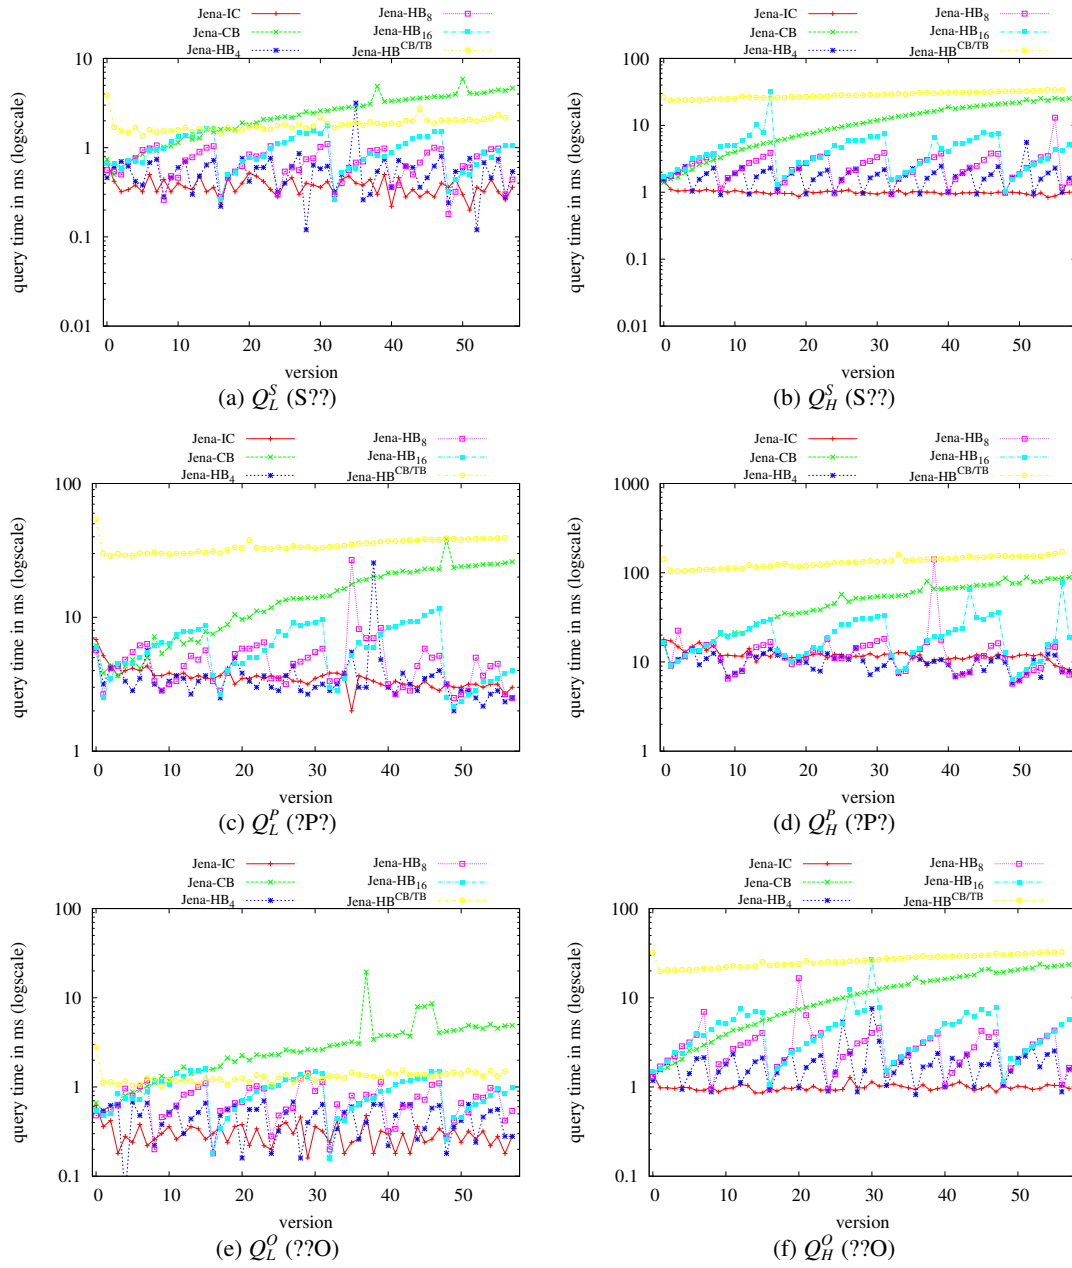 Jena-IC
Jena-CB
Jena-HB4
Jena-HB8
Jena-HB16
Jena-HBCB/TB
query time in ms (logscale)
10
1
0.1
0.01
0 10 20 30 40 50
version
(a) Q_L^S (S??)
Jena-IC
Jena-CB
Jena-HB4
Jena-HB8
Jena-HB16
Jena-HBCB/TB
query time in ms (logscale)
100
10
1
0.1
0.01
0 10 20 30 40 50
version
(b) Q_H^S (S??)
Jena-IC
Jena-CB
Jena-HB4
Jena-HB8
Jena-HB16
Jena-HBCB/TB
query time in ms (logscale)
100
10
1
0 10 20 30 40 50
version
(c) Q_L^P (?P?)
Jena-IC
Jena-CB
Jena-HB4
Jena-HB8
Jena-HB16
Jena-HBCB/TB
query time in ms (logscale)
1000
100
10
1
0 10 20 30 40 50
version
(d) Q_H^P (?P?)
Jena-IC
Jena-CB
Jena-HB4
Jena-HB8
Jena-HB16
Jena-HBCB/TB
query time in ms (logscale)
100
10
1
0.1
0 10 20 30 40 50
version
(e) Q_L^O (??O)
Jena-IC
Jena-CB
Jena-HB4
Jena-HB8
Jena-HB16
Jena-HBCB/TB
query time in ms (logscale)
100
10
1
0.1
0 10 20 30 40 50
version
(f) Q_H^O (??O)